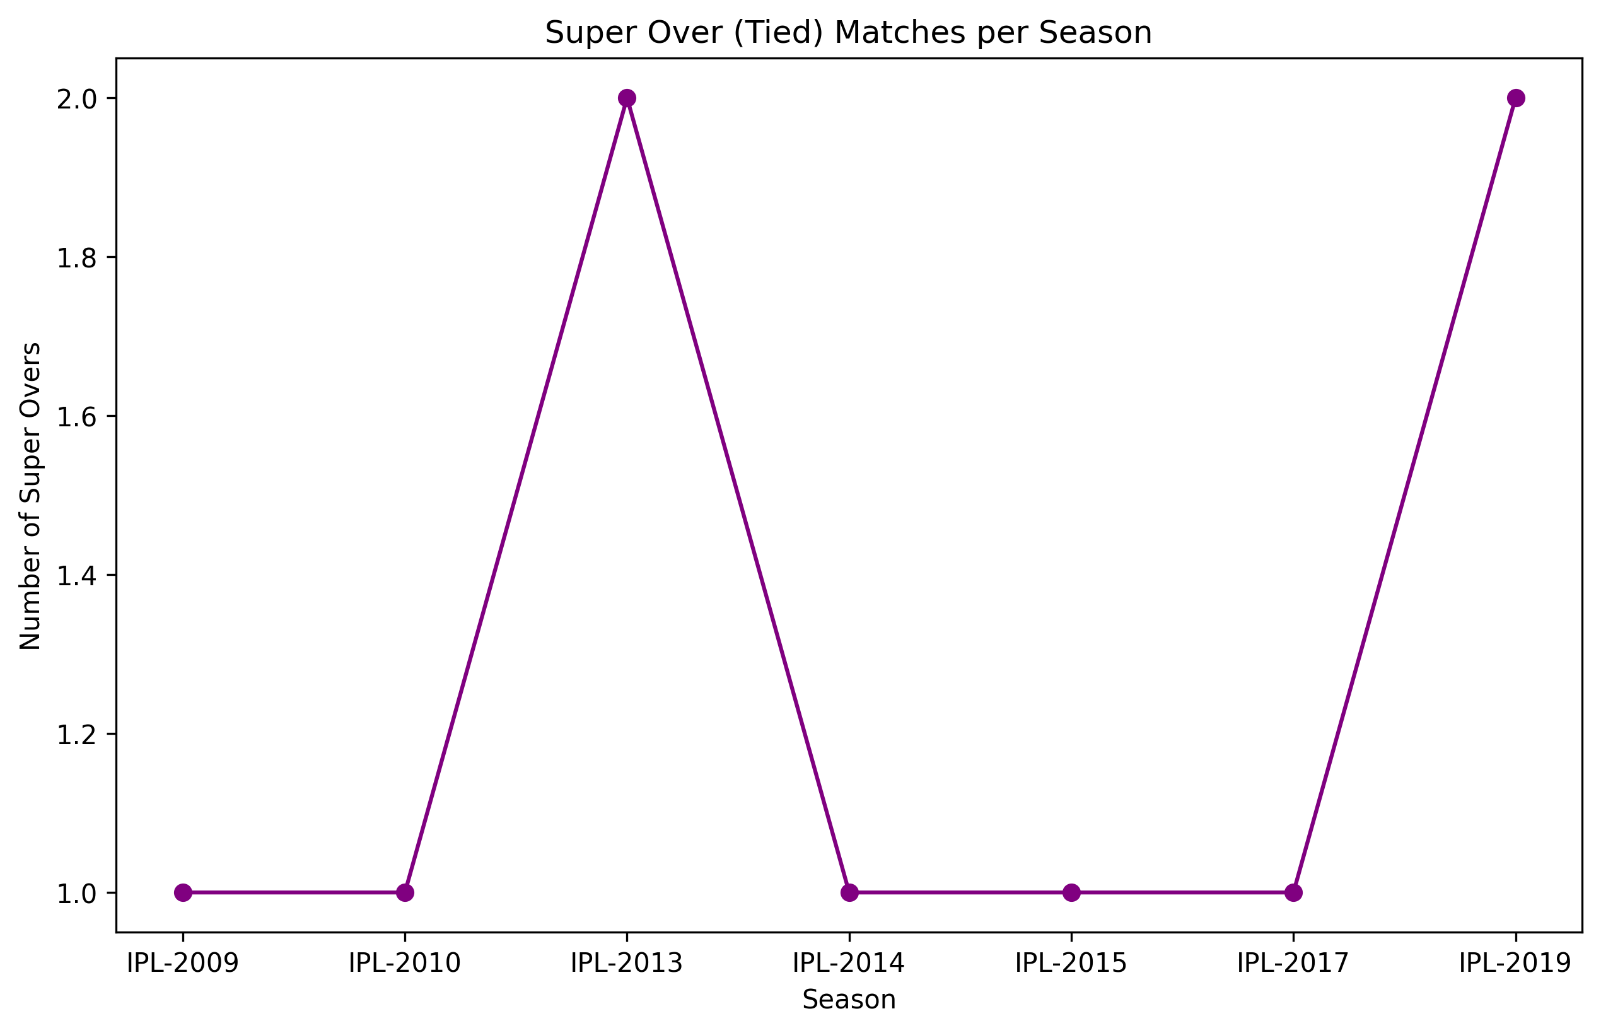 Super Over (Tied) Matches per Season
Number of Super Overs
2.0
1.8
1.6
1.4
1.2
1.0
IPL-2009 IPL-2010 IPL-2013 IPL-2014 IPL-2015 IPL-2017 IPL-2019
Season